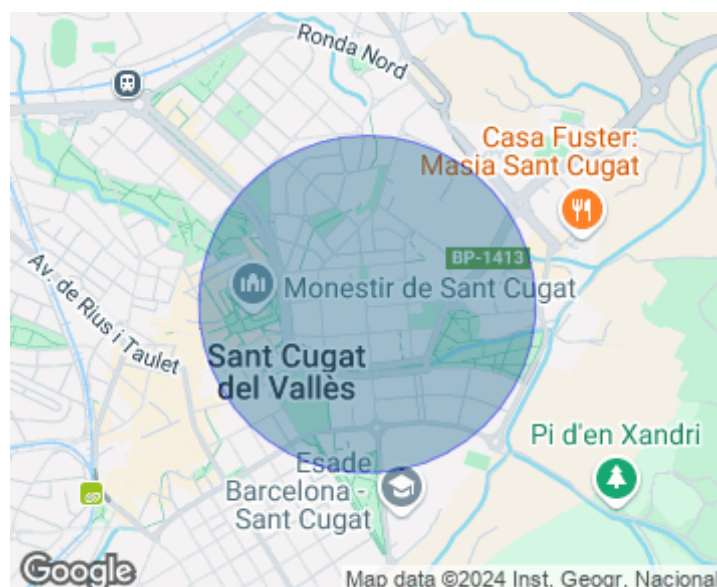 Ronda Nord
Casa Fuster:
Masia Sant Cugat
BP-1413
Av. de Rius i Taulet
Monestir de Sant Cugat
Sant Cugat
del Vallès
Pi d'en Xandri
Esade
Barcelona -
Sant Cugat
Google
Map data ©2024 Inst. Geogr. Nacional